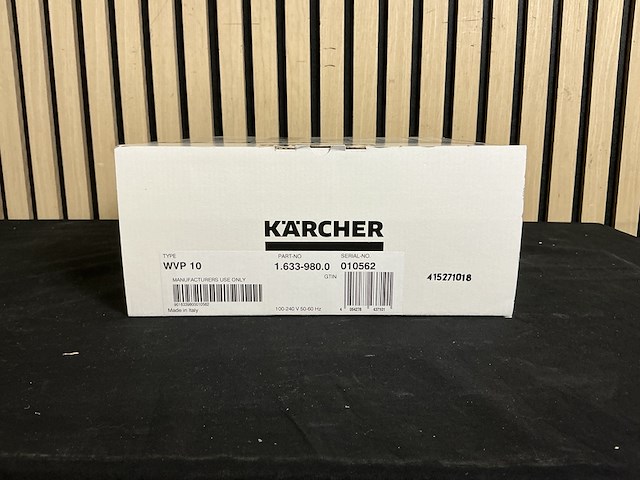 KÄRCHER
TYPE PART-NO SERIAL-NO.
WVP 10 1.633-980.0 010562
MANUFACTURERS USE ONLY GTIN
415271018
Made in Italy 100-240 V 50-60 Hz